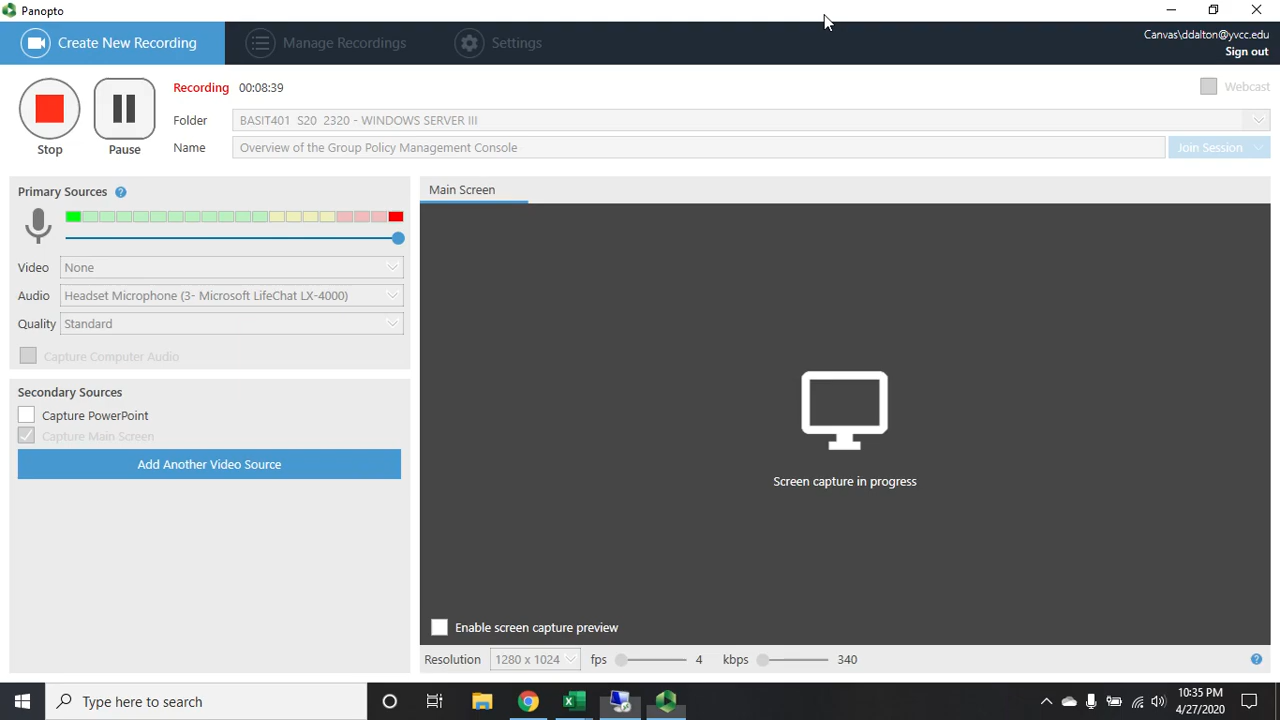 Panopto
Create New Recording
Manage Recordings
Settings
Canvas\ddalton@yvcc.edu
Sign out
Recording 00:08:39
Webcast
Folder BASIT401 S20 2320 - WINDOWS SERVER III
Name Overview of the Group Policy Management Console
Join Session
Stop Pause
Primary Sources ?
Video None
Audio Headset Microphone (3- Microsoft LifeChat LX-4000)
Quality Standard
Capture Computer Audio
Secondary Sources
Capture PowerPoint
Capture Main Screen
Add Another Video Source
Main Screen
Screen capture in progress
Enable screen capture preview
Resolution 1280 x 1024 fps 4 kbps 340 ?
Type here to search
10:35 PM
4/27/2020